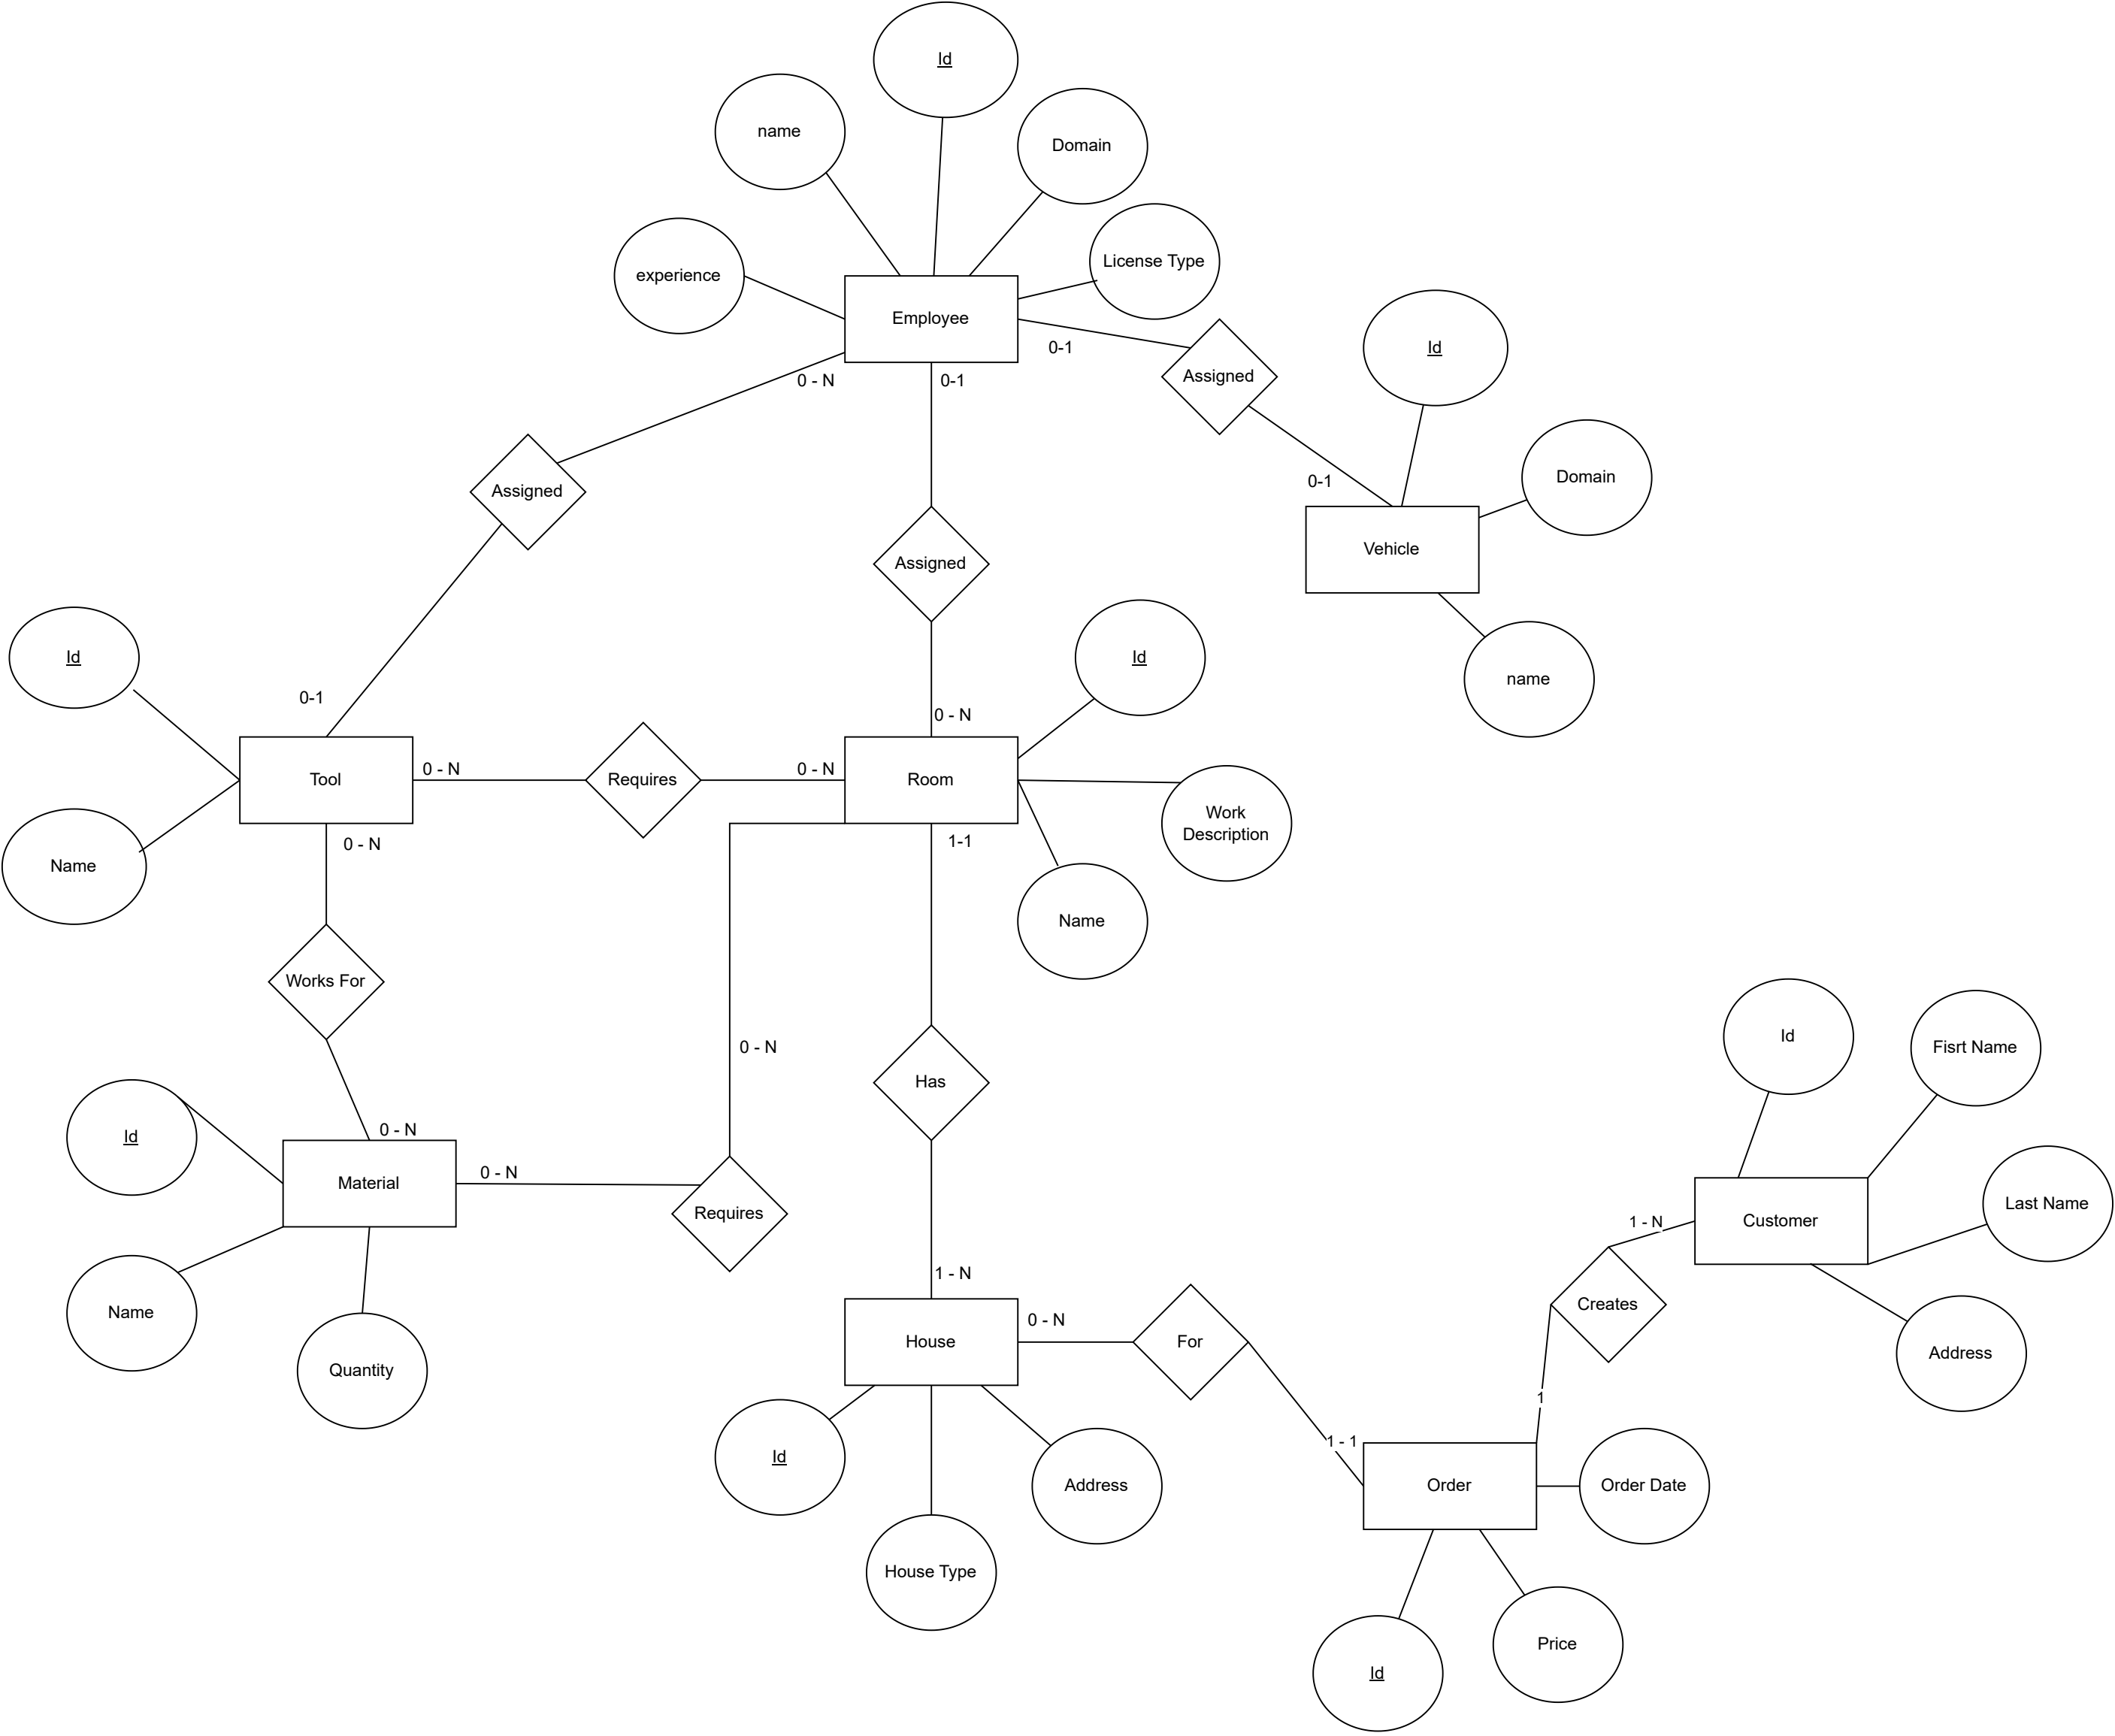 Id
name
Domain
License Type
experience
Employee
0-1
0 - N
0-1
Assigned
Id
Domain
0-1
Assigned
Vehicle
Assigned
Id
Id
name
0-1
0 - N
Tool
0 - N
Requires
0 - N
Room
Work
Description
Name
0 - N
1-1
Name
Works For
Id
Fisrt Name
0 - N
Has
0 - N
Id
Material
0 - N
Requires
Last Name
1 - N
Customer
1 - N
Creates
Name
0 - N
For
House
Address
Quantity
1
1 - 1
Id
Address
Order
Order Date
House Type
Price
Id